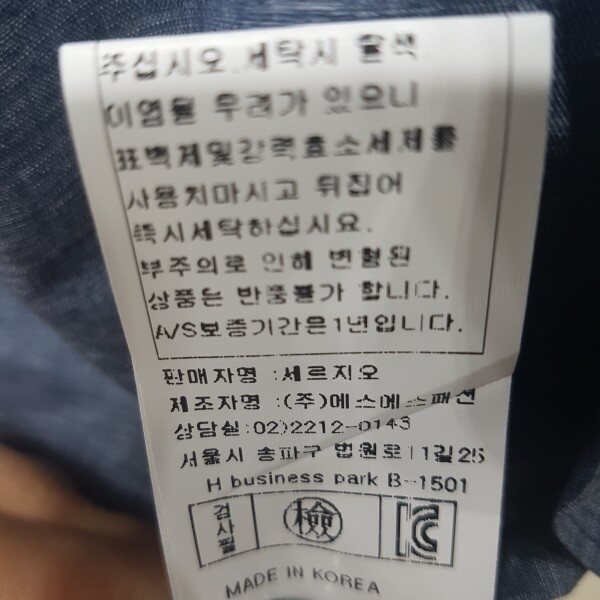 주십시오.세탁시 탈색,
이염될 우려가 있으니
표백제및강력효소세제를
사용치마시고 뒤집어
즉시세탁하십시요.
부주의로 인해 변형된
상품은 반품불가 합니다.
A/S보증기간은1년입니다.
판매자명 :세르지오
제조자명 :(주)에스에스패션
상담실:02)2212-0143
서울시 송파구 법원로11길25
H business park B-1501
검사필
檢
MADE IN KOREA